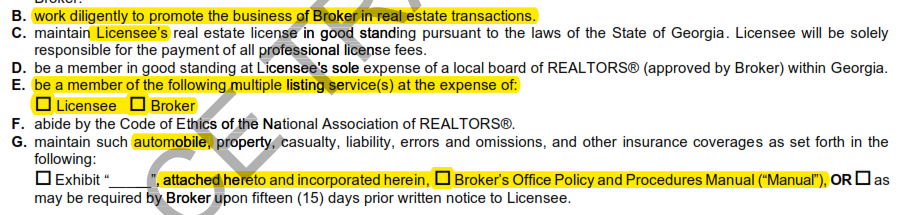 B. work diligently to promote the business of Broker in real estate transactions.
C. maintain Licensee's real estate license in good standing pursuant to the laws of the State of Georgia. Licensee will be solely
responsible for the payment of all professional license fees.
D. be a member in good standing at Licensee's sole expense of a local board of REALTORS® (approved by Broker) within Georgia.
E. be a member of the following multiple listing service(s) at the expense of:
☐ Licensee ☐ Broker
F. abide by the Code of Ethics of the National Association of REALTORS®.
G. maintain such automobile, property, casualty, liability, errors and omissions, and other insurance coverages as set forth in the
following:
☐ Exhibit “_____”, attached hereto and incorporated herein, ☐ Broker's Office Policy and Procedures Manual (“Manual”), OR ☐ as
may be required by Broker upon fifteen (15) days prior written notice to Licensee.